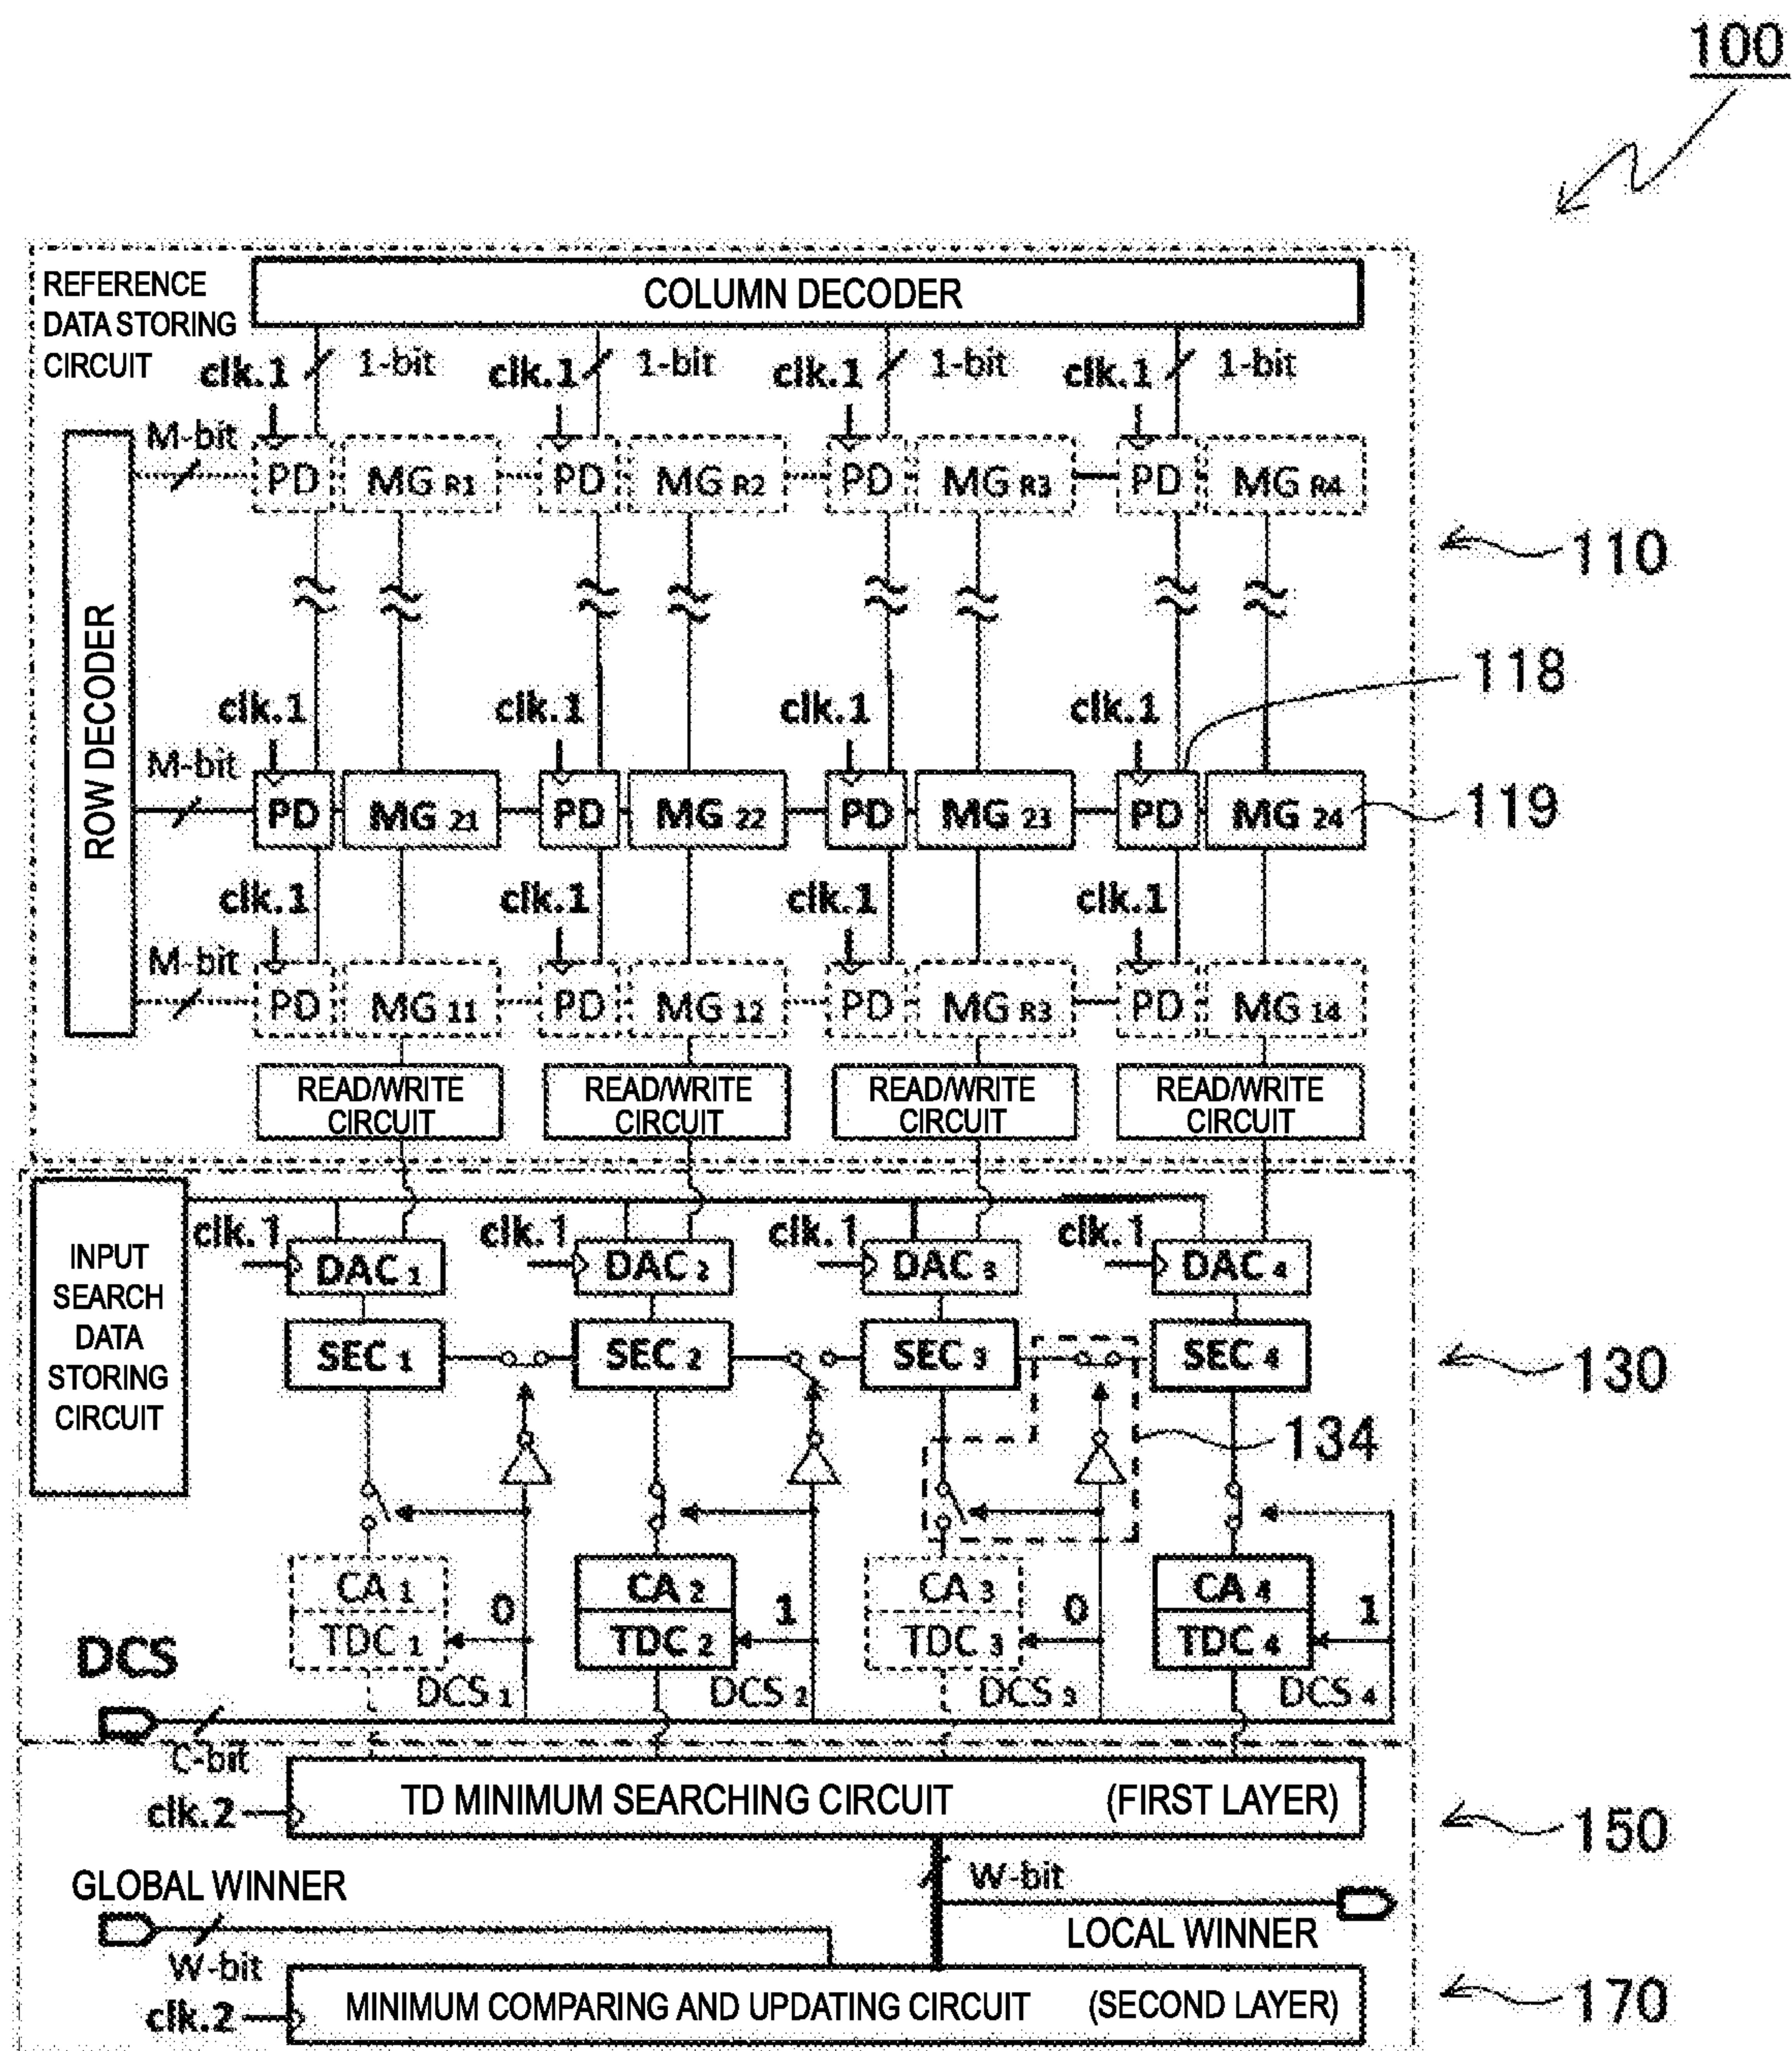 100
REFERENCE
DATA STORING
CIRCUIT
COLUMN DECODER
clk.1 1-bit clk.1 1-bit clk.1 1-bit clk.1 1-bit
M-bit
PD MG R1 PD MG R2 PD MG R3 PD MG R4
110
ROW DECODER
118
clk.1 clk.1 clk.1 clk.1
M-bit
PD MG 21 PD MG 22 PD MG 23 PD MG 24
119
clk.1 clk.1 clk.1 clk.1
M-bit
PD MG 11 PD MG 12 PD MG R3 PD MG 14
READ/WRITE
CIRCUIT
READ/WRITE
CIRCUIT
READ/WRITE
CIRCUIT
READ/WRITE
CIRCUIT
INPUT
SEARCH
DATA
STORING
CIRCUIT
clk.1 clk.1 clk.1 clk.1
DAC 1 DAC 2 DAC 3 DAC 4
SEC 1 SEC 2 SEC 3 SEC 4
130
134
CA 1 CA 2 CA 3 CA 4
0 1 0 1
TDC 1 TDC 2 TDC 3 TDC 4
DCS
DCS 1 DCS 2 DCS 3 DCS 4
C-bit
TD MINIMUM SEARCHING CIRCUIT (FIRST LAYER)
clk.2
150
W-bit
GLOBAL WINNER
LOCAL WINNER
W-bit
MINIMUM COMPARING AND UPDATING CIRCUIT (SECOND LAYER)
clk.2
170